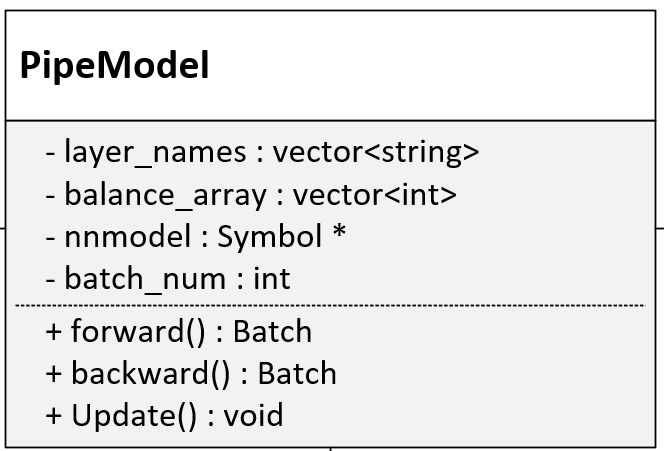 PipeModel
- layer_names : vector<string>
- balance_array : vector<int>
- nnmodel : Symbol *
- batch_num : int
+ forward() : Batch
+ backward() : Batch
+ Update() : void